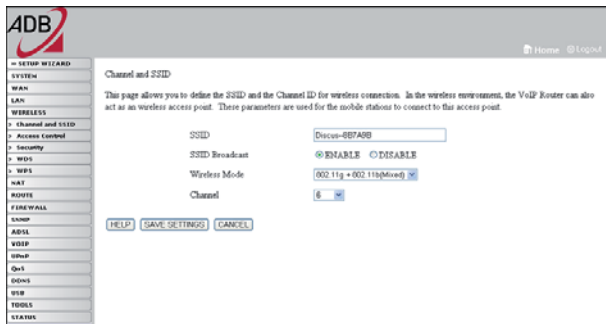 ADB
Home Logout
» SETUP WIZARD
SYSTEM
WAN
LAN
WIRELESS
> Channel and SSID
> Access Control
> Security
> WDS
> WPS
NAT
ROUTE
FIREWALL
SNMP
ADSL
VOIP
UPnP
QoS
DDNS
USB
TOOLS
STATUS
Channel and SSID
This page allows you to define the SSID and the Channel ID for wireless connection. In the wireless environment, the VoIP Router can also
act as an wireless access point. These parameters are used for the mobile stations to connect to this access point.
SSID Discus--8B7A9B
SSID Broadcast ENABLE DISABLE
Wireless Mode 802.11g + 802.11b(Mixed)
Channel 6
HELP SAVE SETTINGS CANCEL